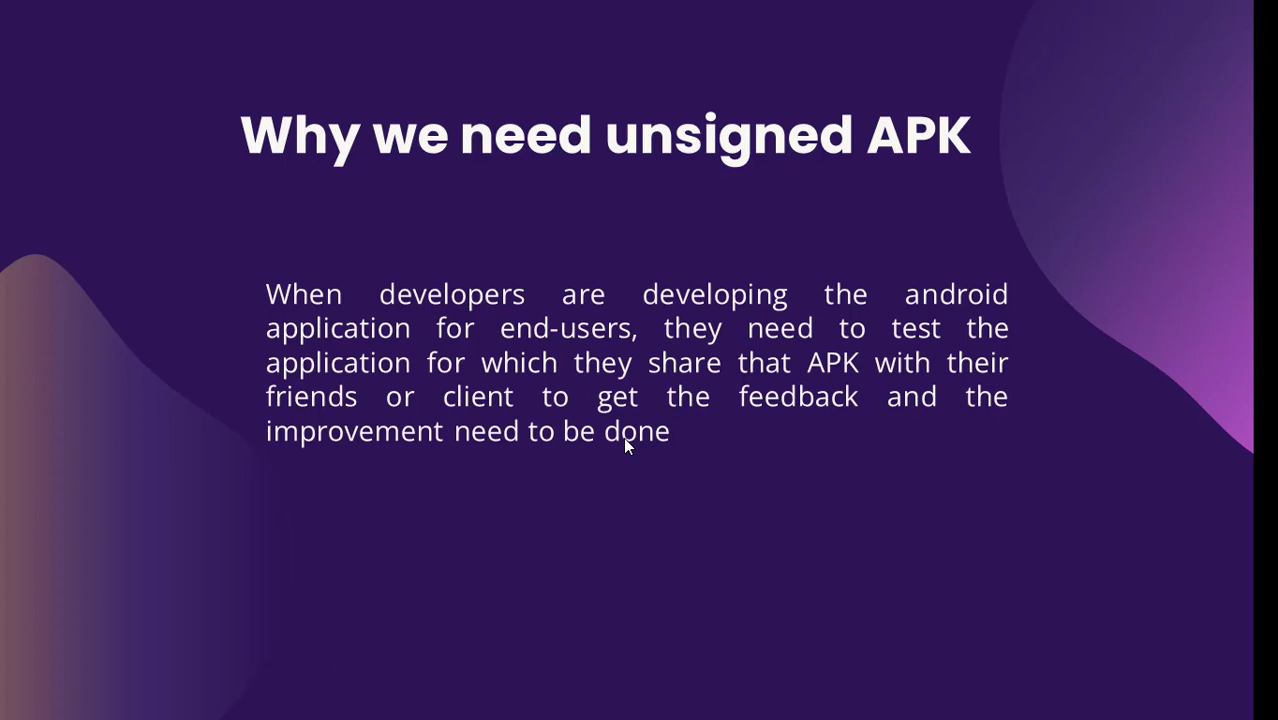 Why we need unsigned APK
When developers are developing the android
application for end-users, they need to test the
application for which they share that APK with their
friends or client to get the feedback and the
improvement need to be done